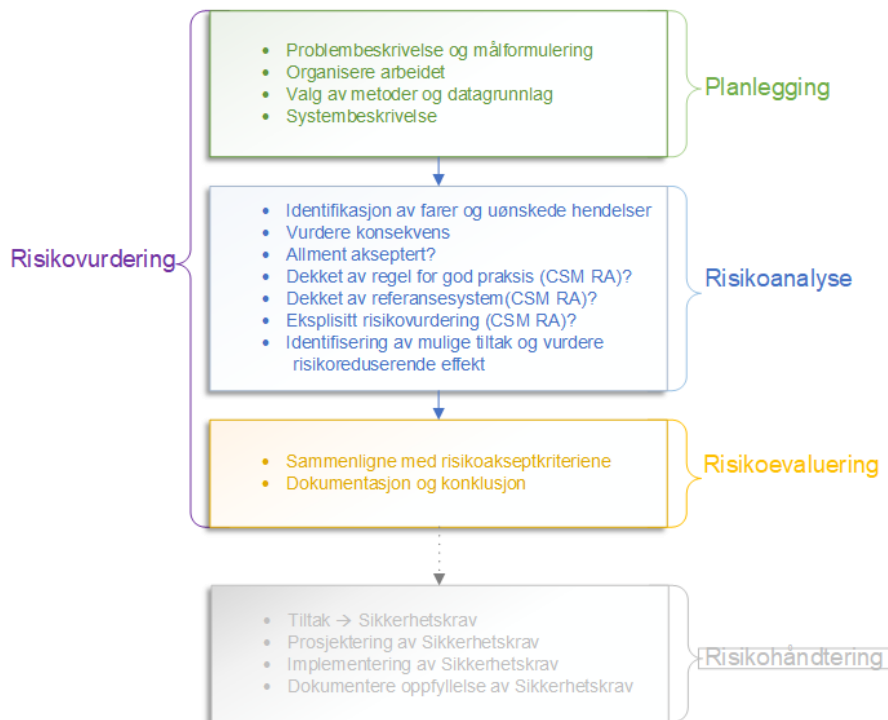 • Problembeskrivelse og målformulering
• Organisere arbeidet
• Valg av metoder og datagrunnlag
• Systembeskrivelse
Planlegging
Risikovurdering
• Identifikasjon av farer og uønskede hendelser
• Vurdere konsekvens
• Allment akseptert?
• Dekket av regel for god praksis (CSM RA)?
• Dekket av referansesystem(CSM RA)?
• Eksplisitt risikovurdering (CSM RA)?
• Identifisering av mulige tiltak og vurdere
risikoreduserende effekt
Risikoanalyse
• Sammenligne med risikoakseptkriteriene
• Dokumentasjon og konklusjon
Risikoevaluering
• Tiltak → Sikkerhetskrav
• Prosjektering av Sikkerhetskrav
• Implementering av Sikkerhetskrav
• Dokumentere oppfyllelse av Sikkerhetskrav
Risikohåndtering